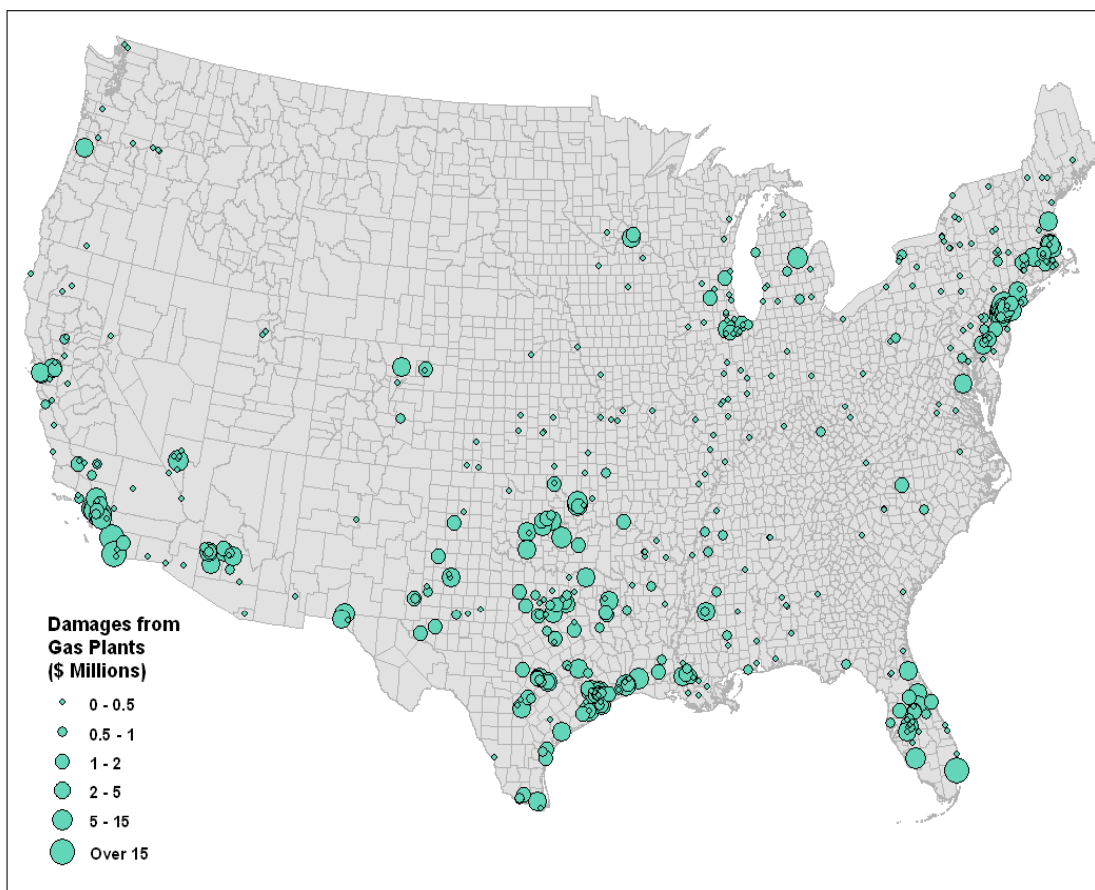 Damages from
Gas Plants
($ Millions)
0 - 0.5
0.5 - 1
1 - 2
2 - 5
5 - 15
Over 15